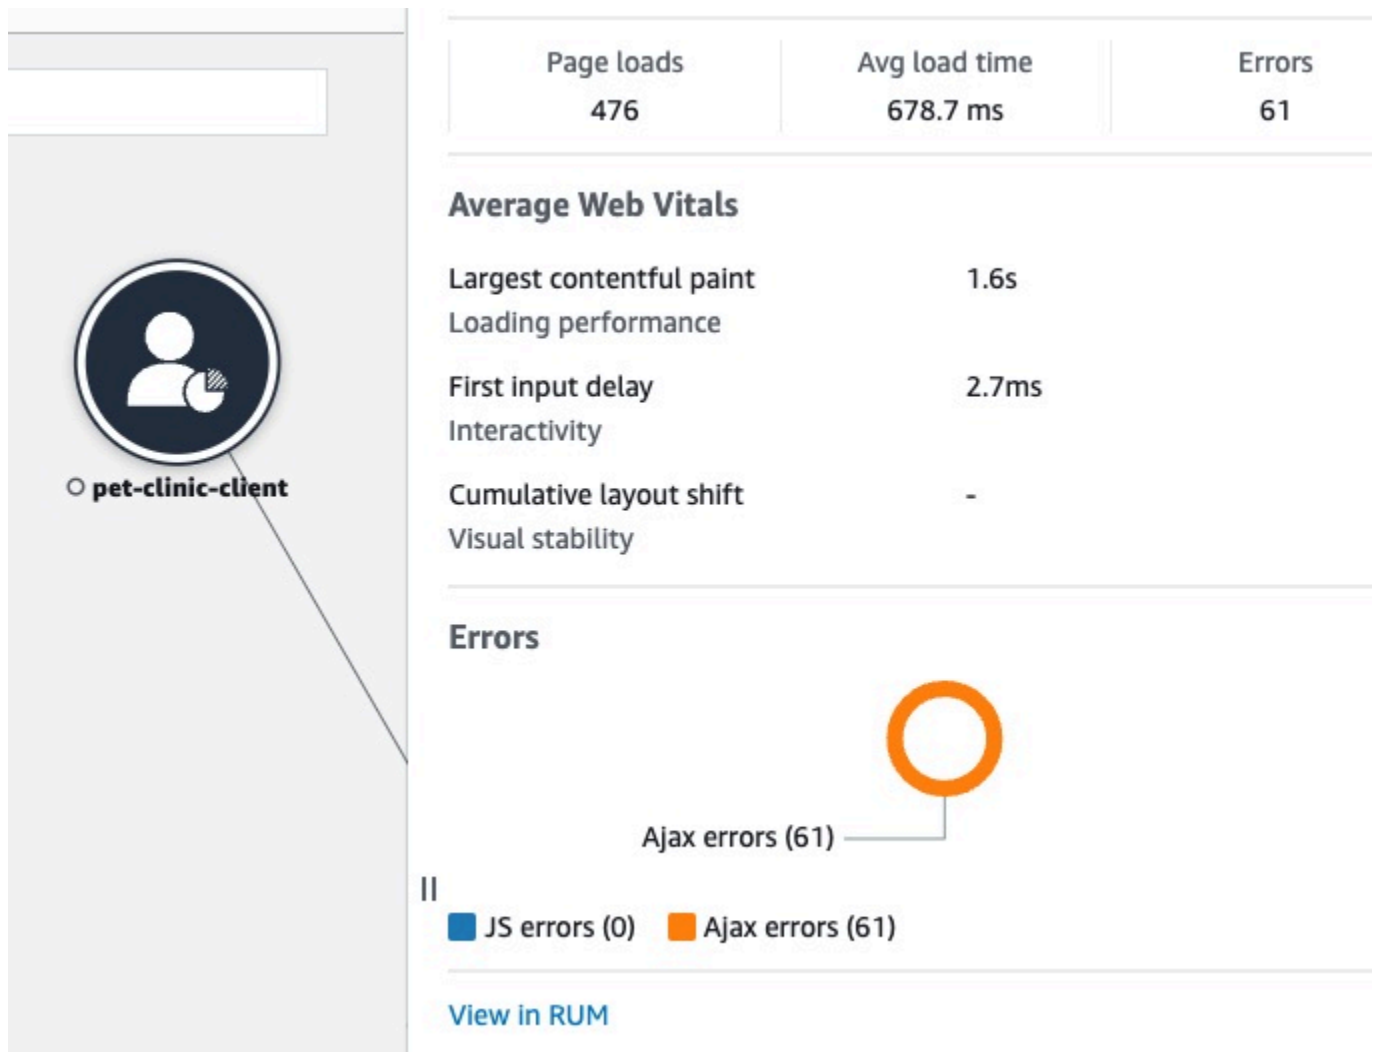 Page loads
476
Avg load time
678.7 ms
Errors
61
Average Web Vitals
Largest contentful paint 1.6s
Loading performance
First input delay 2.7ms
Interactivity
Cumulative layout shift -
Visual stability
pet-clinic-client
Errors
Ajax errors (61)
JS errors (0) Ajax errors (61)
View in RUM